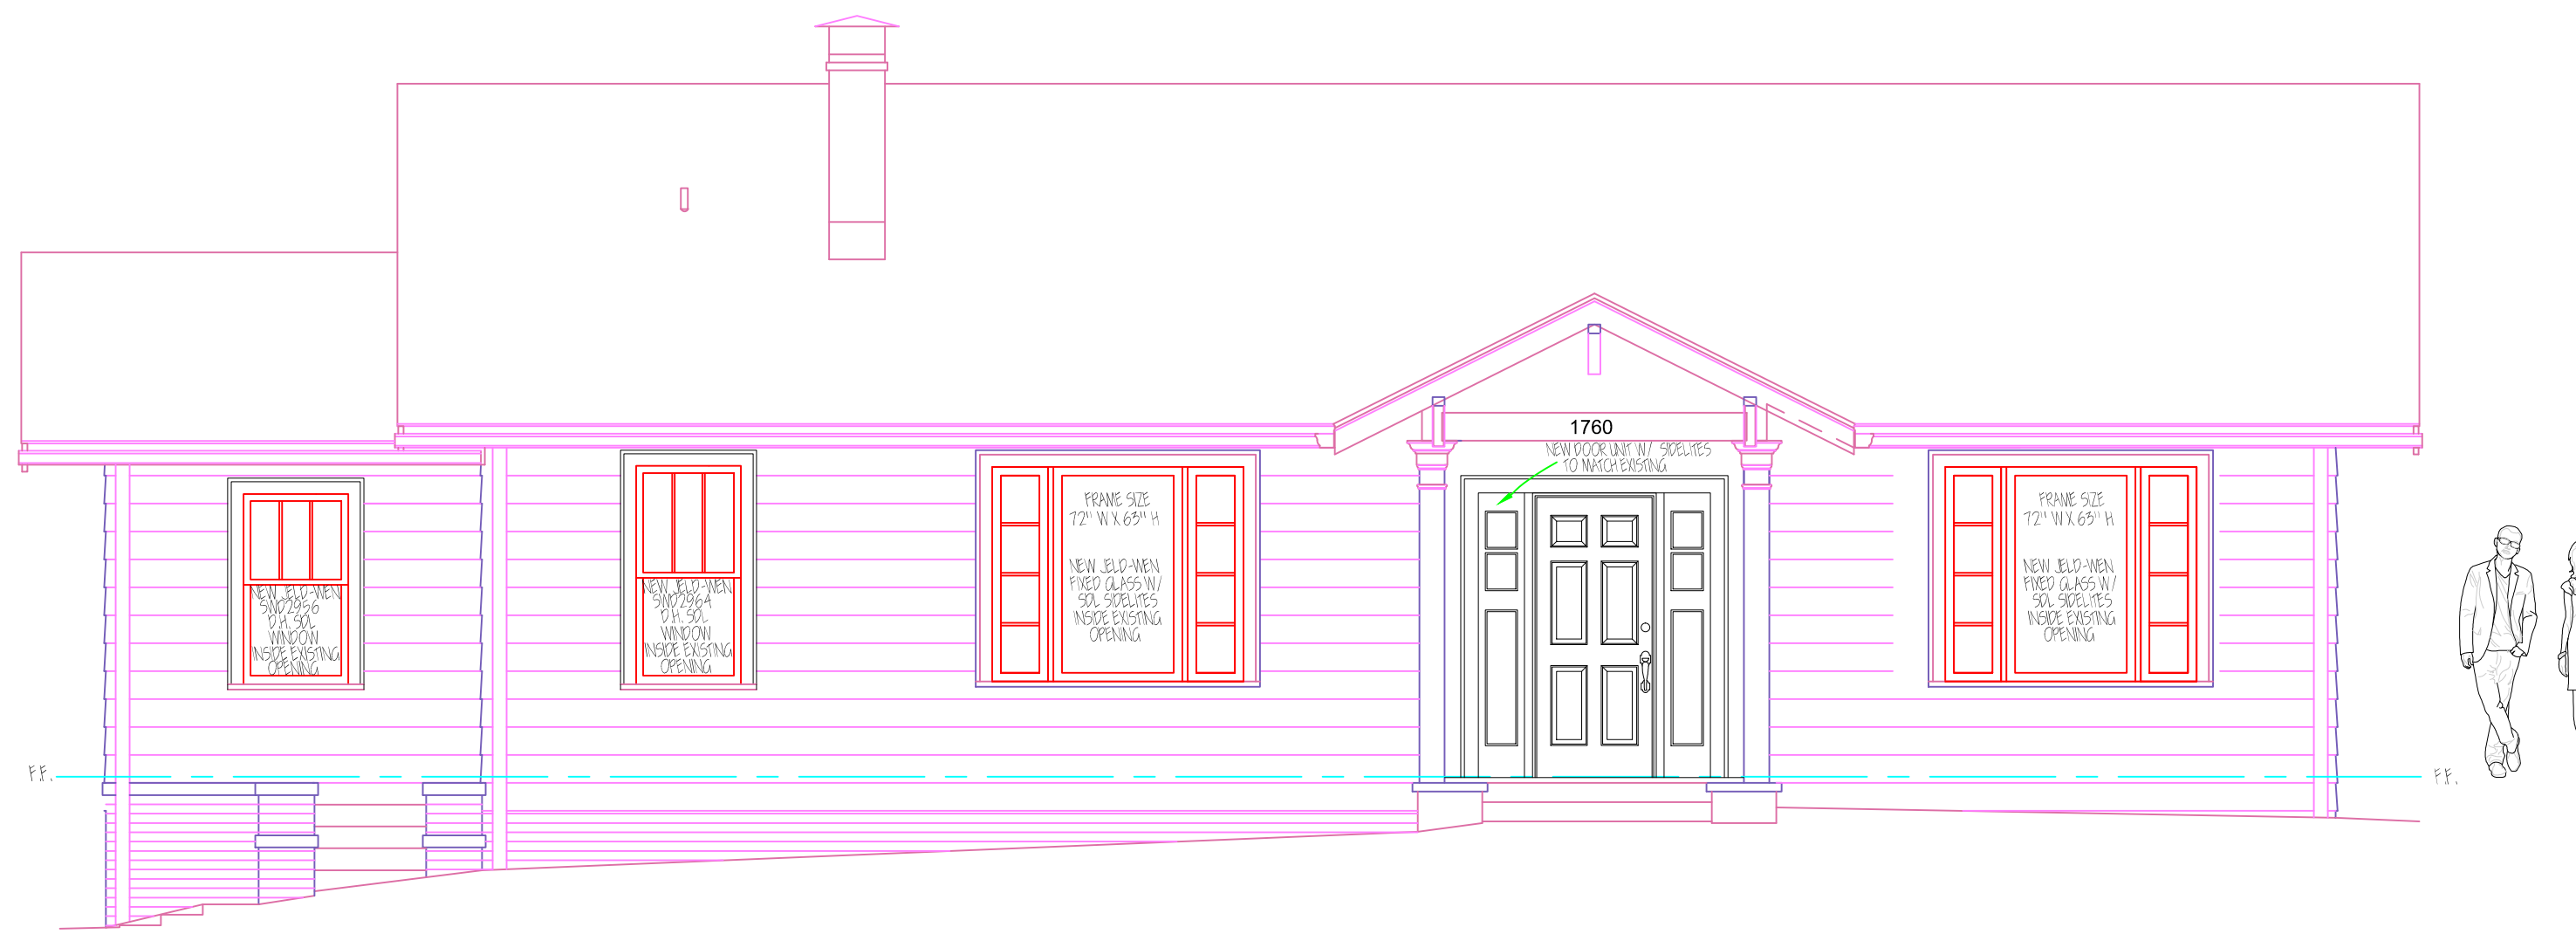 1760
NEW DOOR UNIT W/ SIDELITES
TO MATCH EXISTING
NEW JELD-WEN
SWD2956
D.H. SDL
WINDOW
INSIDE EXISTING
OPENING
NEW JELD-WEN
SWD2964
D.H. SDL
WINDOW
INSIDE EXISTING
OPENING
FRAME SIZE
72" W X 63" H
NEW JELD-WEN
FIXED GLASS W/
SDL SIDELITES
INSIDE EXISTING
OPENING
FRAME SIZE
72" W X 63" H
NEW JELD-WEN
FIXED GLASS W/
SDL SIDELITES
INSIDE EXISTING
OPENING
F.F.
F.F.